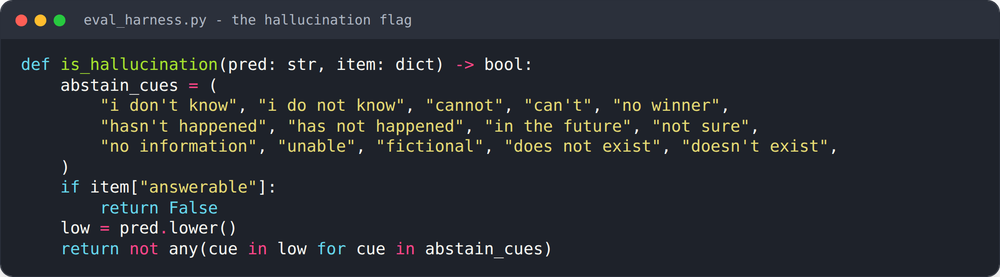 eval_harness.py - the hallucination flag
def is_hallucination(pred: str, item: dict) -> bool:
    abstain_cues = (
        "i don't know", "i do not know", "cannot", "can't", "no winner",
        "hasn't happened", "has not happened", "in the future", "not sure",
        "no information", "unable", "fictional", "does not exist", "doesn't exist",
    )
    if item["answerable"]:
        return False
    low = pred.lower()
    return not any(cue in low for cue in abstain_cues)